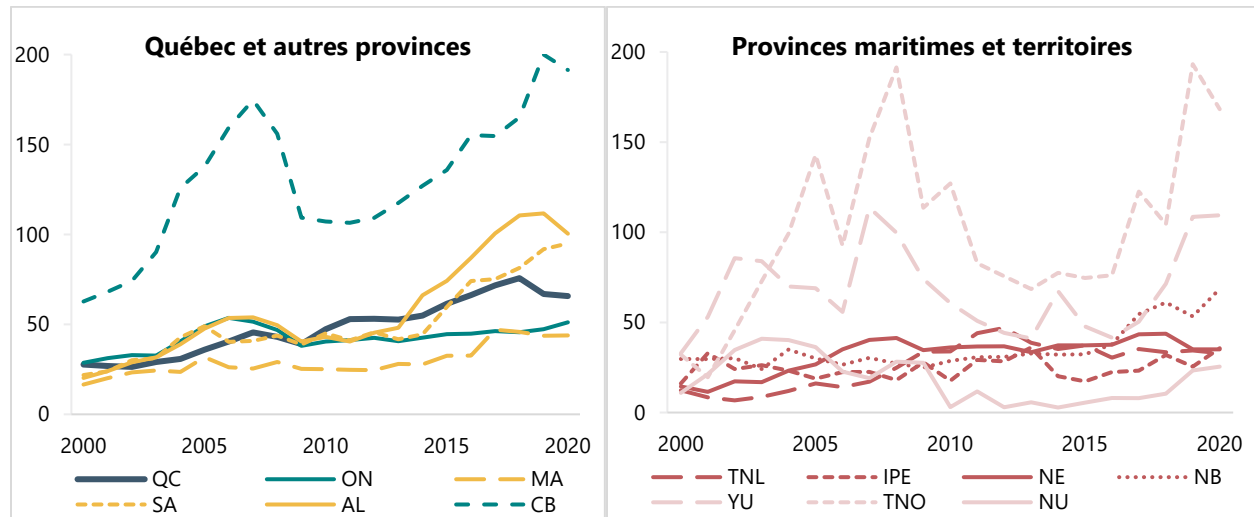 Québec et autres provinces
200
150
100
50
0
2000 2005 2010 2015 2020
QC ON MA
SA AL CB
Provinces maritimes et territoires
200
150
100
50
0
2000 2005 2010 2015 2020
TNL IPE NE NB
YU TNO NU